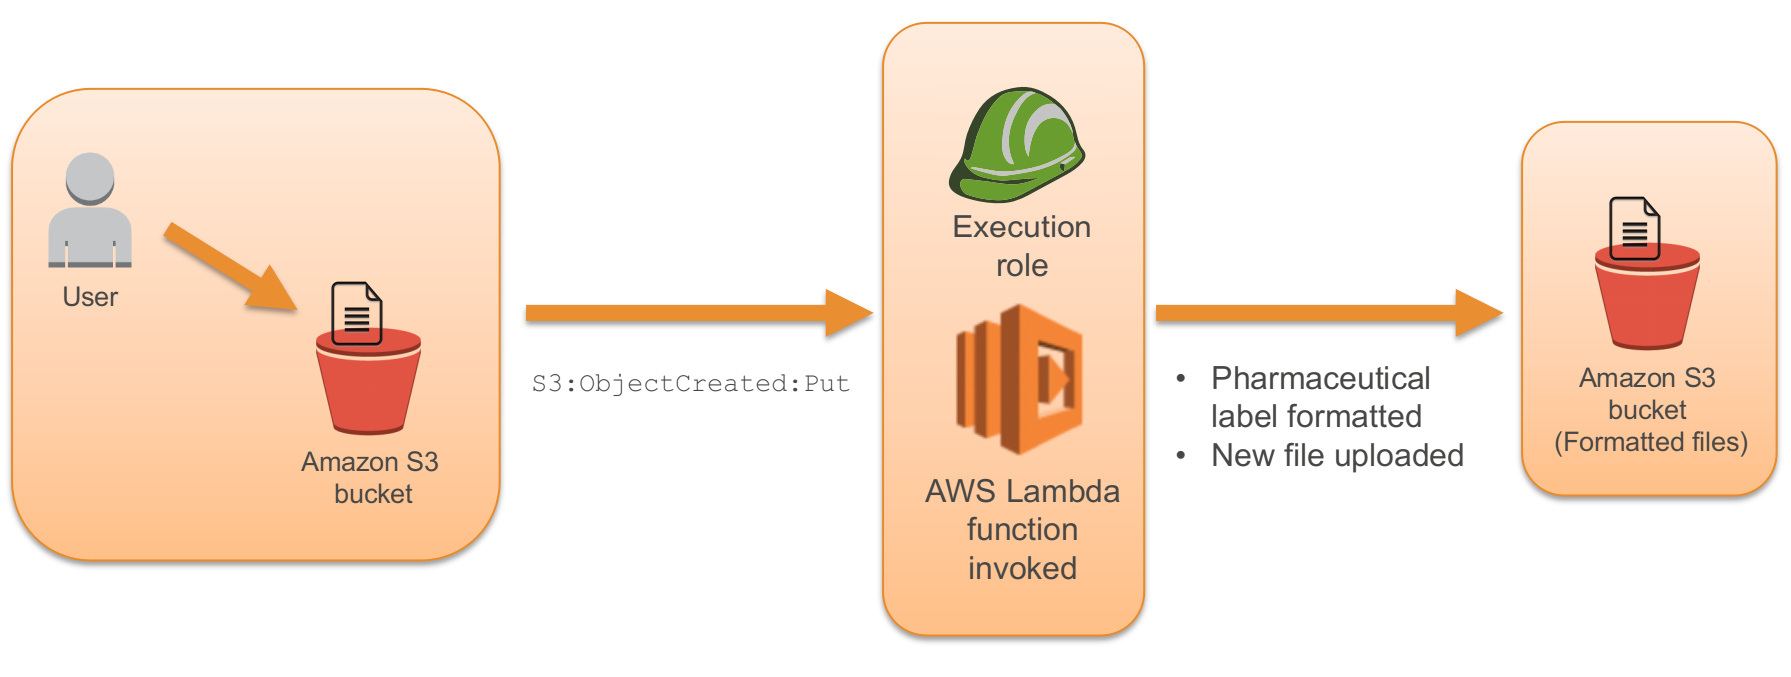 User
Amazon S3
bucket
S3:ObjectCreated:Put
Execution
role
AWS Lambda
function
invoked
• Pharmaceutical
label formatted
• New file uploaded
Amazon S3
bucket
(Formatted files)